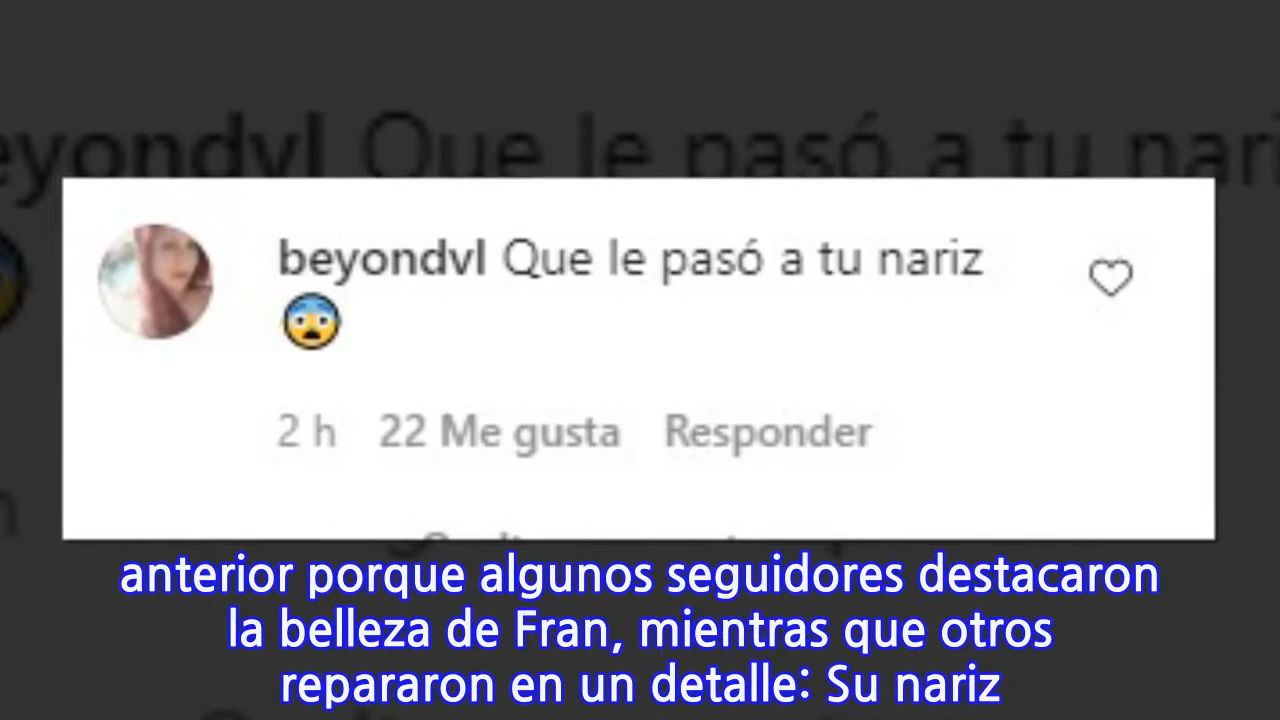 eyondvl Que le pasó a tu nari
beyondvl Que le pasó a tu nariz
😨
2 h 22 Me gusta Responder
anterior porque algunos seguidores destacaron
la belleza de Fran, mientras que otros
repararon en un detalle: Su nariz